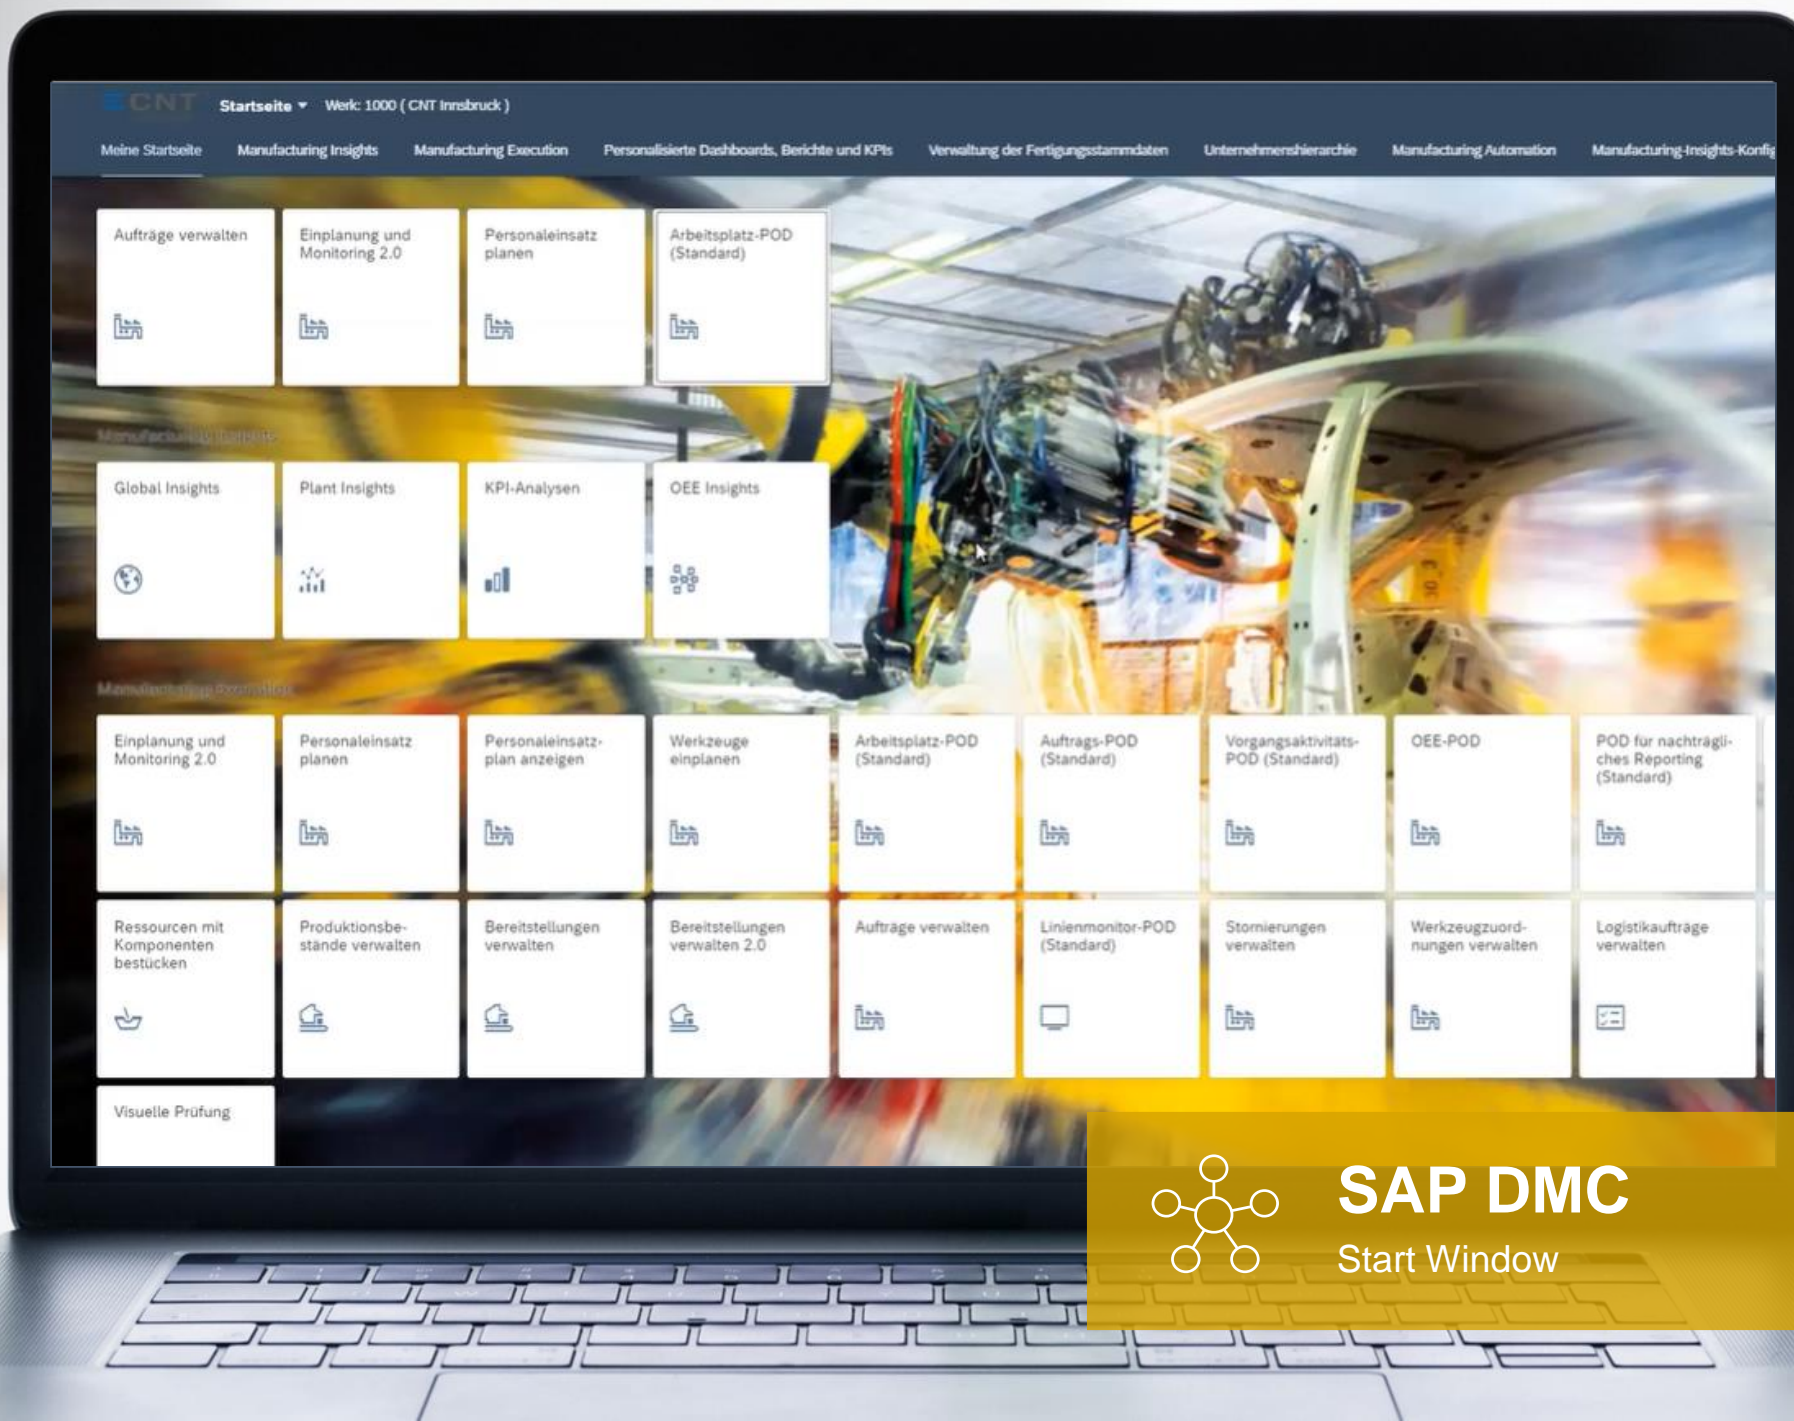 CNT Startseite Werk: 1000 ( CNT Innsbruck )
Meine Startseite Manufacturing Insights Manufacturing Execution Personalisierte Dashboards, Berichte und KPIs Verwaltung der Fertigungsstammdaten Unternehmenshierarchie Manufacturing Automation Manufacturing-Insights-Konfig
Aufträge verwalten
Einplanung und
Monitoring 2.0
Personaleinsatz
planen
Arbeitsplatz-POD
(Standard)
Manufacturing Insights
Global Insights
Plant Insights
KPI-Analysen
OEE Insights
Manufacturing Execution
Einplanung und
Monitoring 2.0
Personaleinsatz
planen
Personaleinsatz-
plan anzeigen
Werkzeuge
einplanen
Arbeitsplatz-POD
(Standard)
Auftrags-POD
(Standard)
Vorgangsaktivitäts-
POD (Standard)
OEE-POD
POD für nachträgli-
ches Reporting
(Standard)
Ressourcen mit
Komponenten
bestücken
Produktionsbe-
stände verwalten
Bereitstellungen
verwalten
Bereitstellungen
verwalten 2.0
Aufträge verwalten
Linienmonitor-POD
(Standard)
Stornierungen
verwalten
Werkzeugzuord-
nungen verwalten
Logistikaufträge
verwalten
Visuelle Prüfung
SAP DMC
Start Window